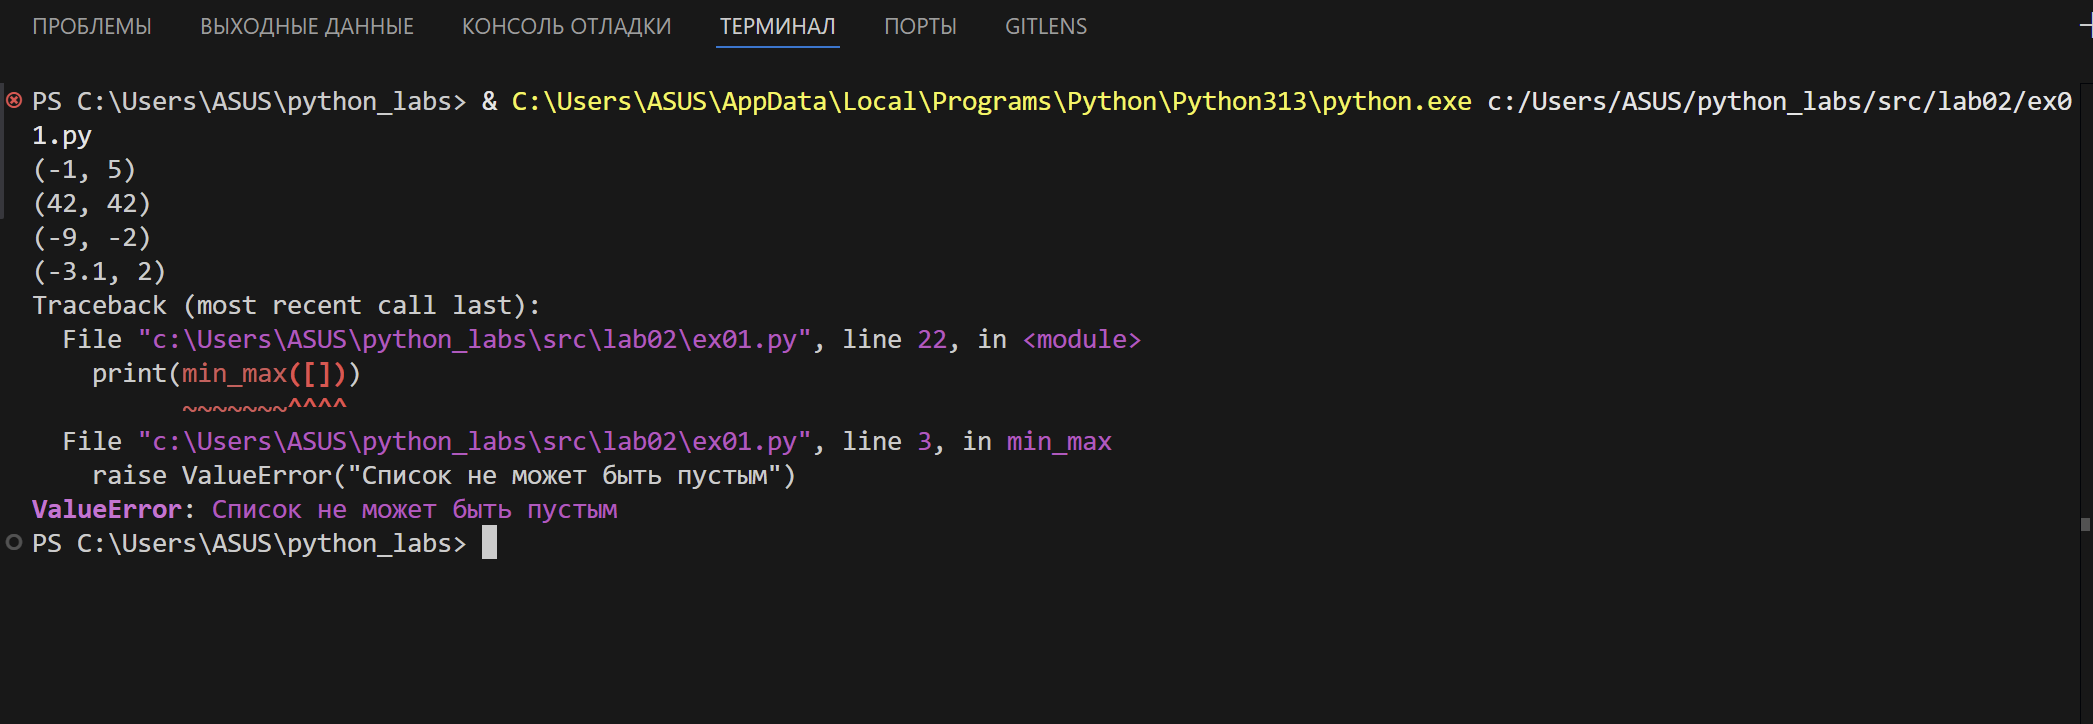 ПРОБЛЕМЫ ВЫХОДНЫЕ ДАННЫЕ КОНСОЛЬ ОТЛАДКИ ТЕРМИНАЛ ПОРТЫ GITLENS
PS C:\Users\ASUS\python_labs> & C:\Users\ASUS\AppData\Local\Programs\Python\Python313\python.exe c:/Users/ASUS/python_labs/src/lab02/ex0
1.py
(-1, 5)
(42, 42)
(-9, -2)
(-3.1, 2)
Traceback (most recent call last):
  File "c:\Users\ASUS\python_labs\src\lab02\ex01.py", line 22, in <module>
    print(min_max([]))
          ~~~~~~~^^^^
  File "c:\Users\ASUS\python_labs\src\lab02\ex01.py", line 3, in min_max
    raise ValueError("Список не может быть пустым")
ValueError: Список не может быть пустым
PS C:\Users\ASUS\python_labs>